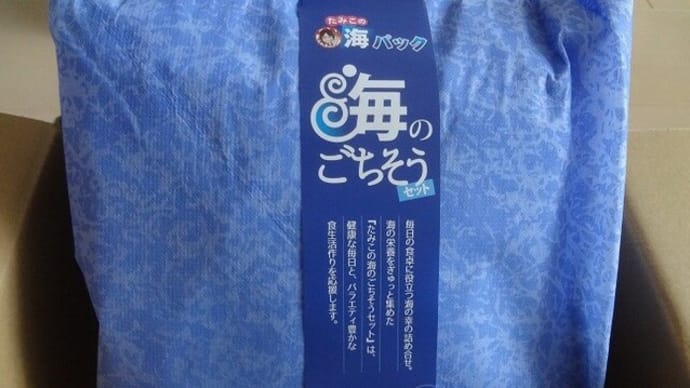 たみこの
海パック
海の
ごちそう
セット
毎日の食卓に役立つ海の幸の詰め合せ。
海の栄養をぎゅっと集めた
『たみこの海のごちそうセット』は、
健康な毎日と、バラエティ豊かな
食生活作りを応援します。